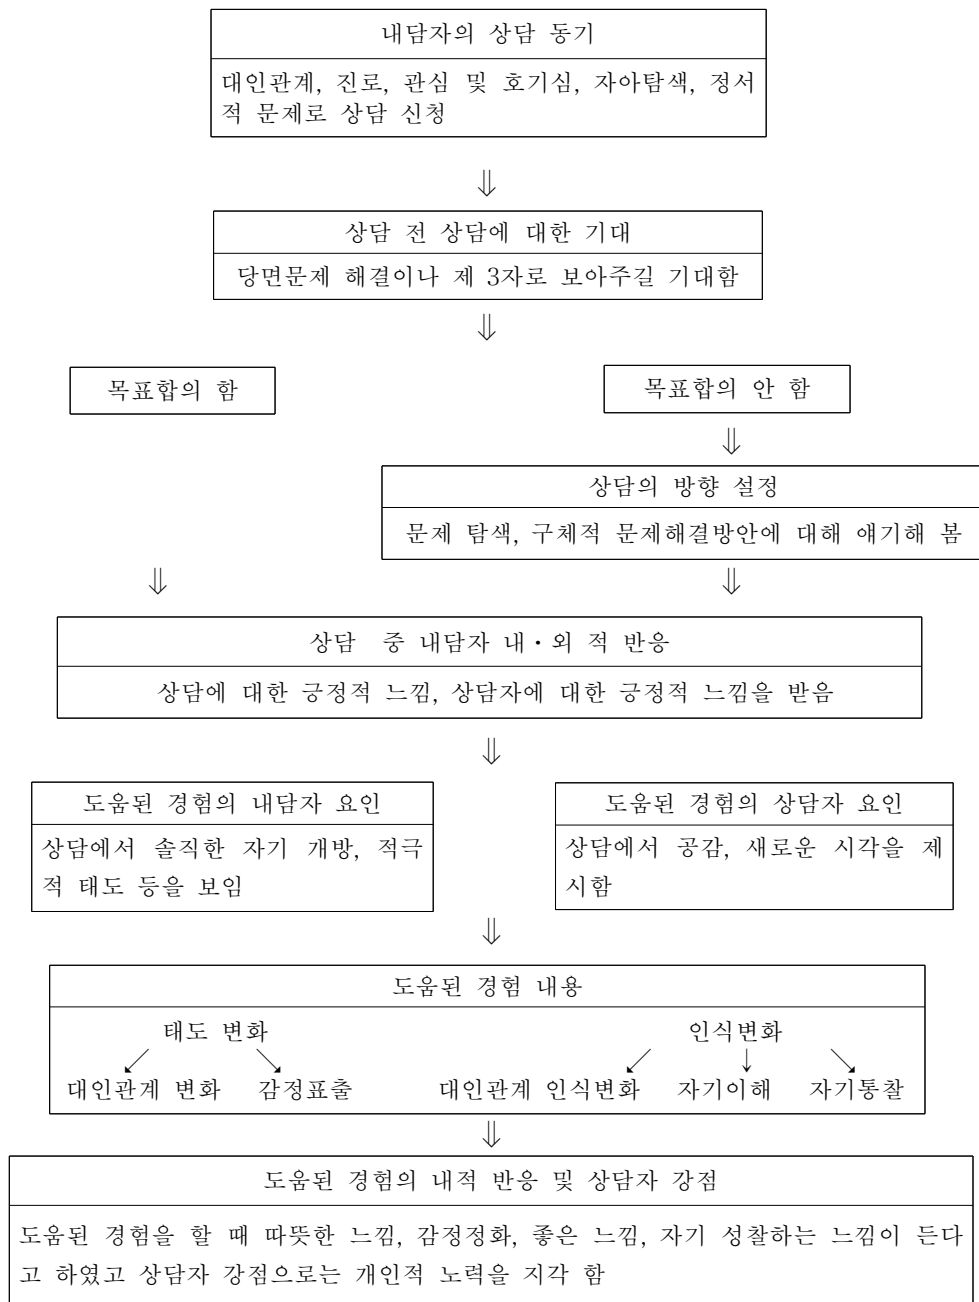 내담자의 상담 동기
대인관계, 진로, 관심 및 호기심, 자아탐색, 정서
적 문제로 상담 신청
상담 전 상담에 대한 기대
당면문제 해결이나 제 3자로 보아주길 기대함
목표합의 함
목표합의 안 함
상담의 방향 설정
문제 탐색, 구체적 문제해결방안에 대해 얘기해 봄
상담 중 내담자 내·외 적 반응
상담에 대한 긍정적 느낌, 상담자에 대한 긍정적 느낌을 받음
도움된 경험의 내담자 요인
상담에서 솔직한 자기 개방, 적극
적 태도 등을 보임
도움된 경험의 상담자 요인
상담에서 공감, 새로운 시각을 제
시함
도움된 경험 내용
태도 변화 인식변화
대인관계 변화 감정표출 대인관계 인식변화 자기이해 자기통찰
도움된 경험의 내적 반응 및 상담자 강점
도움된 경험을 할 때 따뜻한 느낌, 감정정화, 좋은 느낌, 자기 성찰하는 느낌이 든다
고 하였고 상담자 강점으로는 개인적 노력을 지각 함